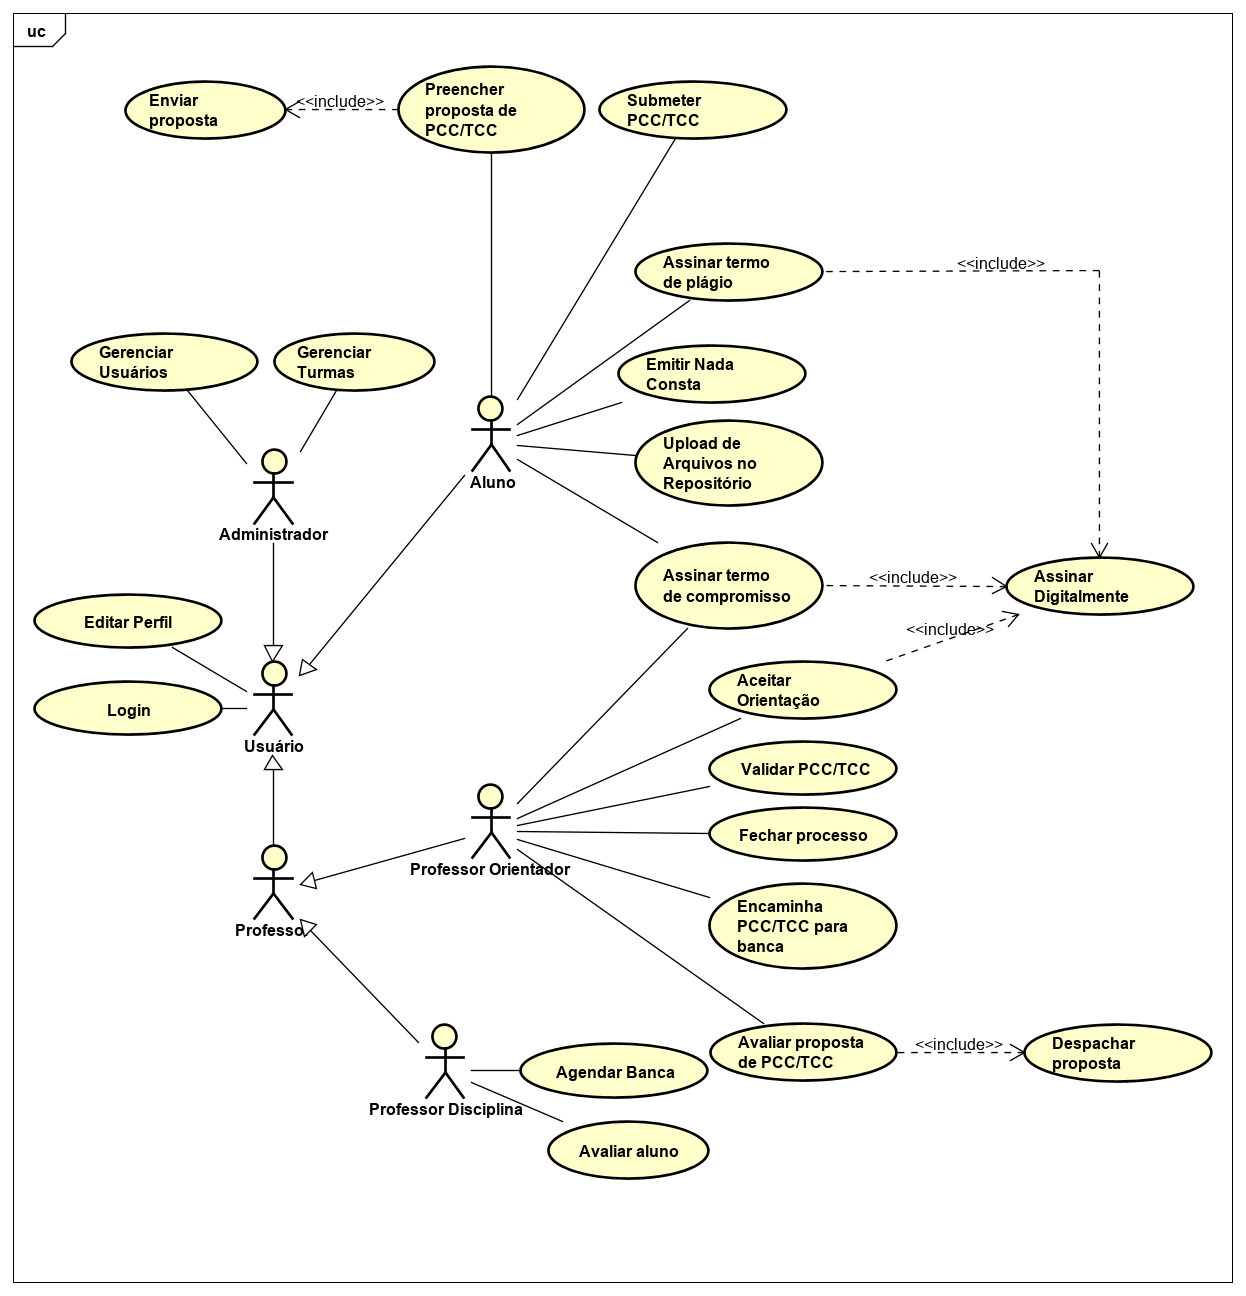 uc
Enviar
proposta
<<include>>
Preencher
proposta de
PCC/TCC
Submeter
PCC/TCC
Assinar termo
de plágio
<<include>>
Gerenciar
Usuários
Gerenciar
Turmas
Emitir Nada
Consta
Upload de
Arquivos no
Repositório
Aluno
Administrador
Assinar termo
de compromisso
<<include>>
Assinar
Digitalmente
<<include>>
Editar Perfil
Login
Usuário
Aceitar
Orientação
Validar PCC/TCC
Fechar processo
Professor Orientador
Professor
Encaminha
PCC/TCC para
banca
Avaliar proposta
de PCC/TCC
<<include>>
Despachar
proposta
Agendar Banca
Professor Disciplina
Avaliar aluno